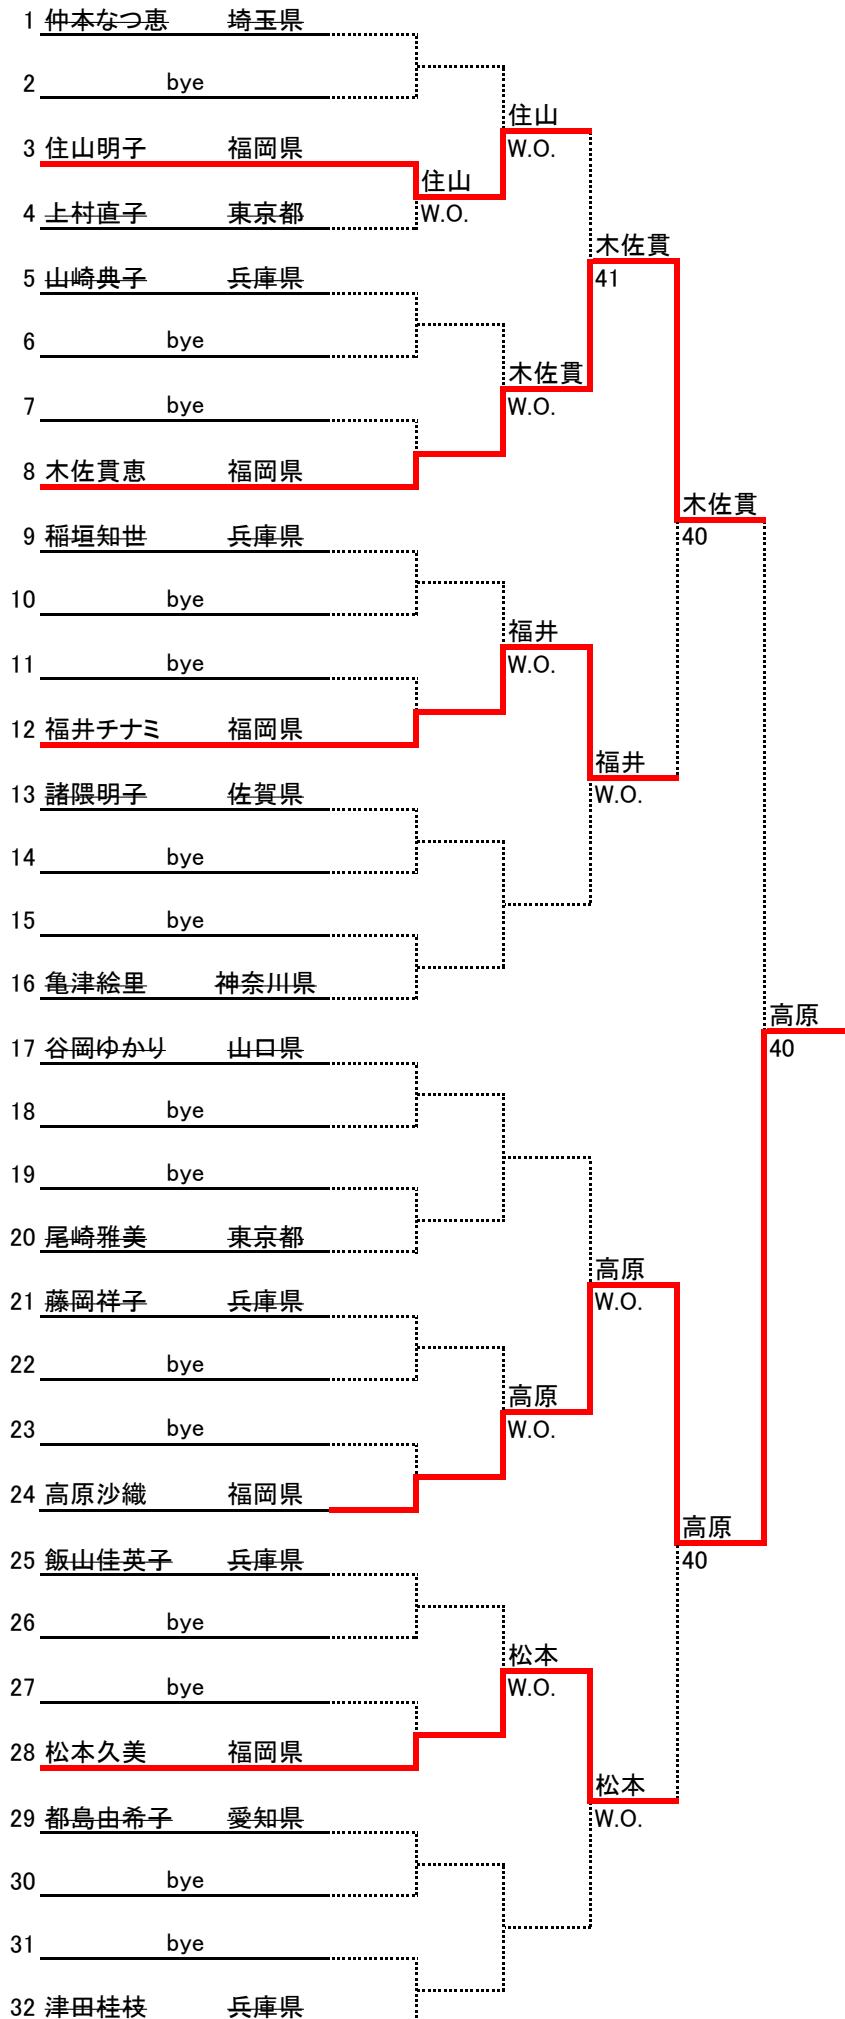 1 仲本なつ恵 埼玉県
2 bye
住山
3 住山明子 福岡県 W.O.
住山
4 上村直子 東京都 W.O.
木佐貫
5 山崎典子 兵庫県 41
6 bye
木佐貫
7 bye W.O.
8 木佐貫恵 福岡県
木佐貫
9 稲垣知世 兵庫県 40
10 bye
福井
11 bye W.O.
12 福井チナミ 福岡県
福井
13 諸隈明子 佐賀県 W.O.
14 bye
15 bye
16 亀津絵里 神奈川県
高原
17 谷岡ゆかり 山口県 40
18 bye
19 bye
20 尾崎雅美 東京都
高原
21 藤岡祥子 兵庫県 W.O.
22 bye
高原
23 bye W.O.
24 高原沙織 福岡県
高原
25 飯山佳英子 兵庫県 40
26 bye
松本
27 bye W.O.
28 松本久美 福岡県
松本
29 都島由希子 愛知県 W.O.
30 bye
31 bye
32 津田桂枝 兵庫県